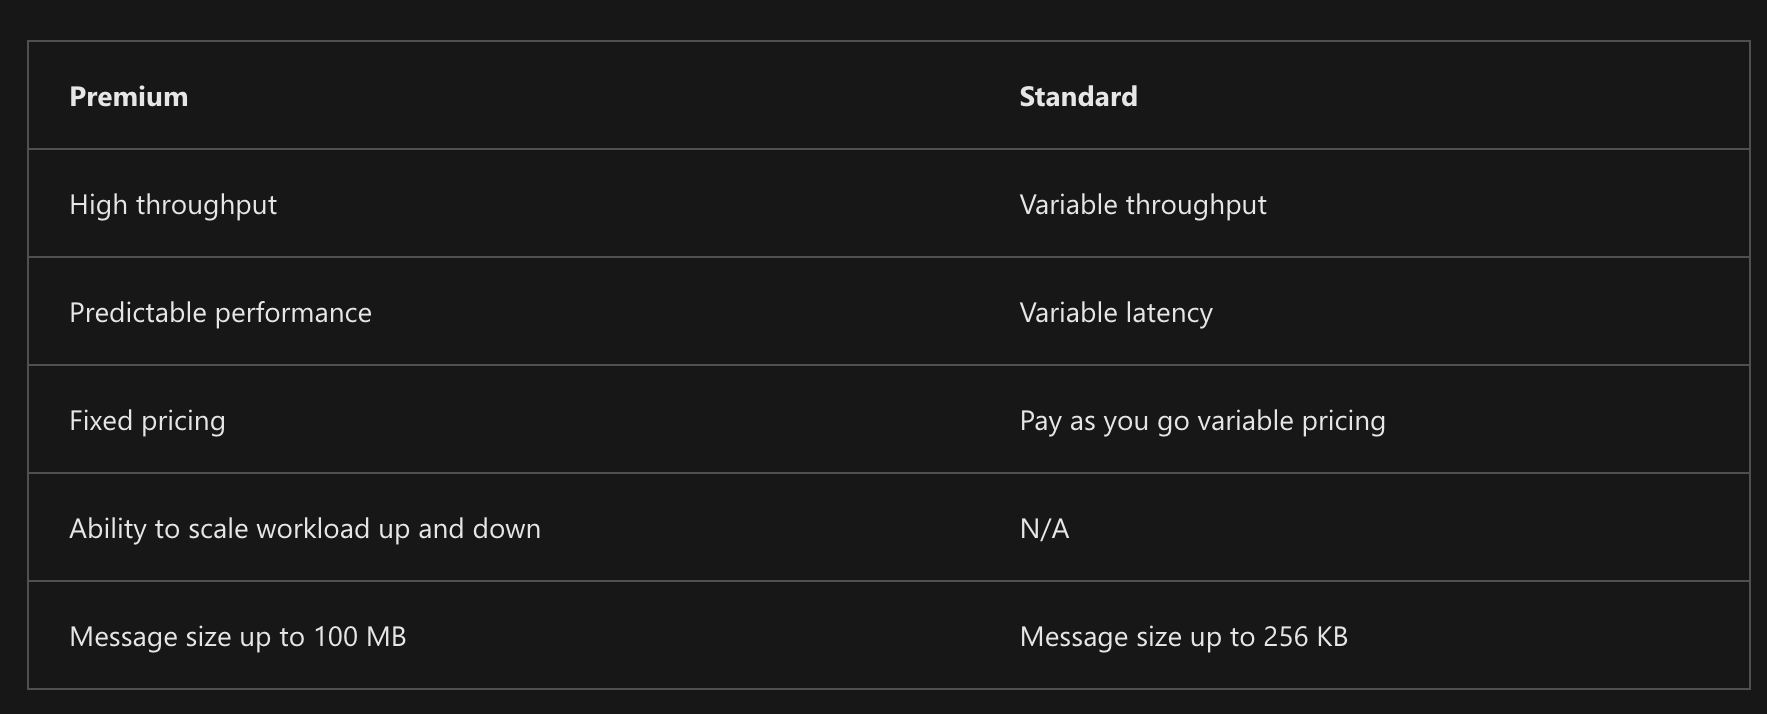 Premium Standard
High throughput Variable throughput
Predictable performance Variable latency
Fixed pricing Pay as you go variable pricing
Ability to scale workload up and down N/A
Message size up to 100 MB Message size up to 256 KB